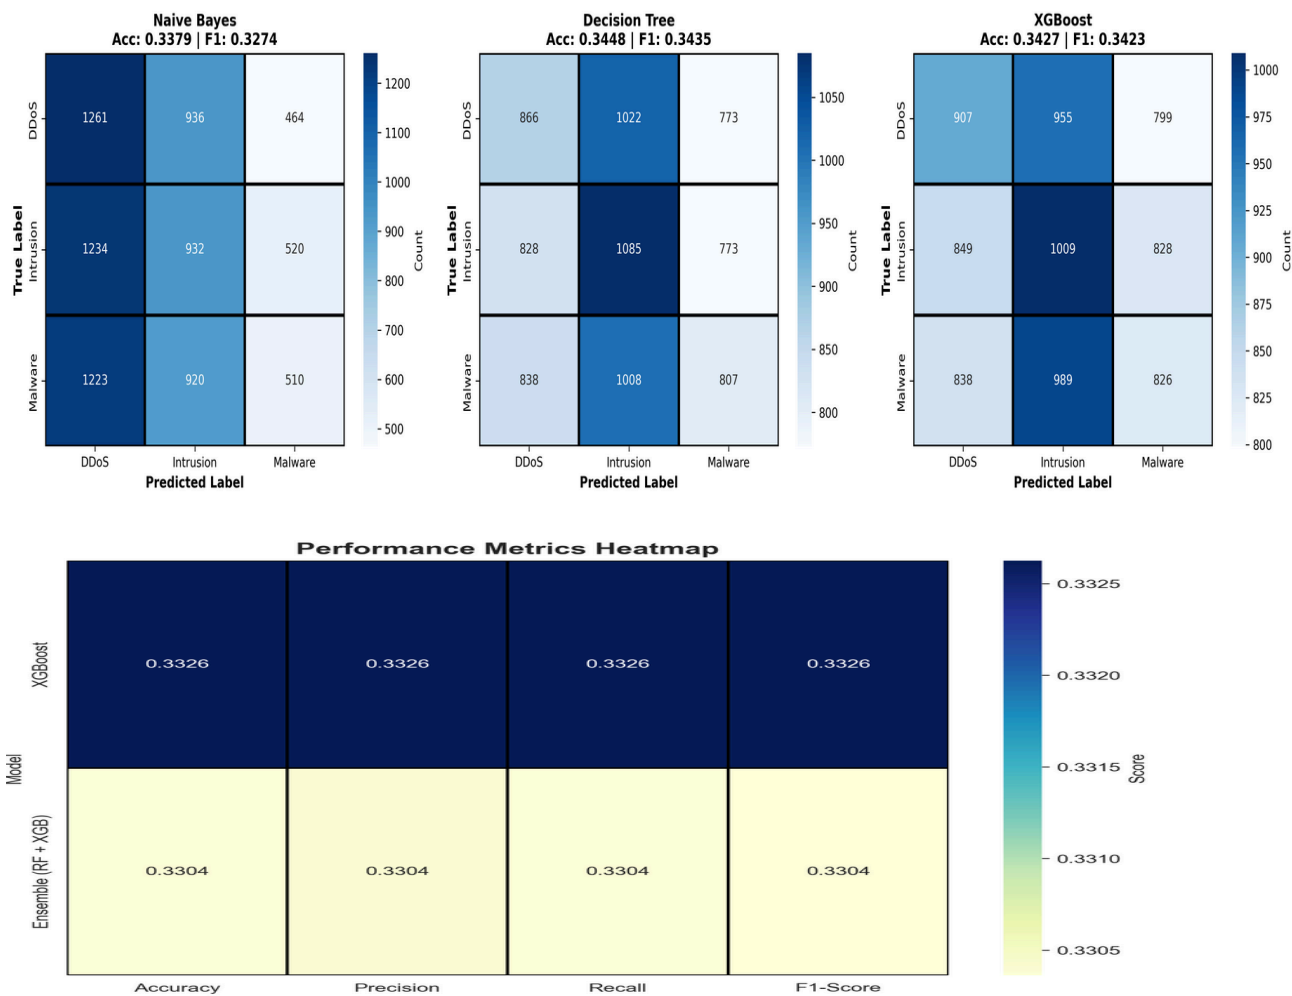 Naive Bayes
Acc: 0.3379 | F1: 0.3274
True Label
DDoS
Intrusion
Malware
1261 936 464
1234 932 520
1223 920 510
DDoS Intrusion Malware
Predicted Label
1200
1100
1000
900
800
700
600
500
Count
Decision Tree
Acc: 0.3448 | F1: 0.3435
True Label
DDoS
Intrusion
Malware
866 1022 773
828 1085 773
838 1008 807
DDoS Intrusion Malware
Predicted Label
1050
1000
950
900
850
800
Count
XGBoost
Acc: 0.3427 | F1: 0.3423
True Label
DDoS
Intrusion
Malware
907 955 799
849 1009 828
838 989 826
DDoS Intrusion Malware
Predicted Label
1000
975
950
925
900
875
850
825
800
Count
Performance Metrics Heatmap
Model
XGBoost
0.3326 0.3326 0.3326 0.3326
Ensemble (RF + XGB)
0.3304 0.3304 0.3304 0.3304
Accuracy Precision Recall F1-Score
0.3325
0.3320
0.3315
0.3310
0.3305
Score